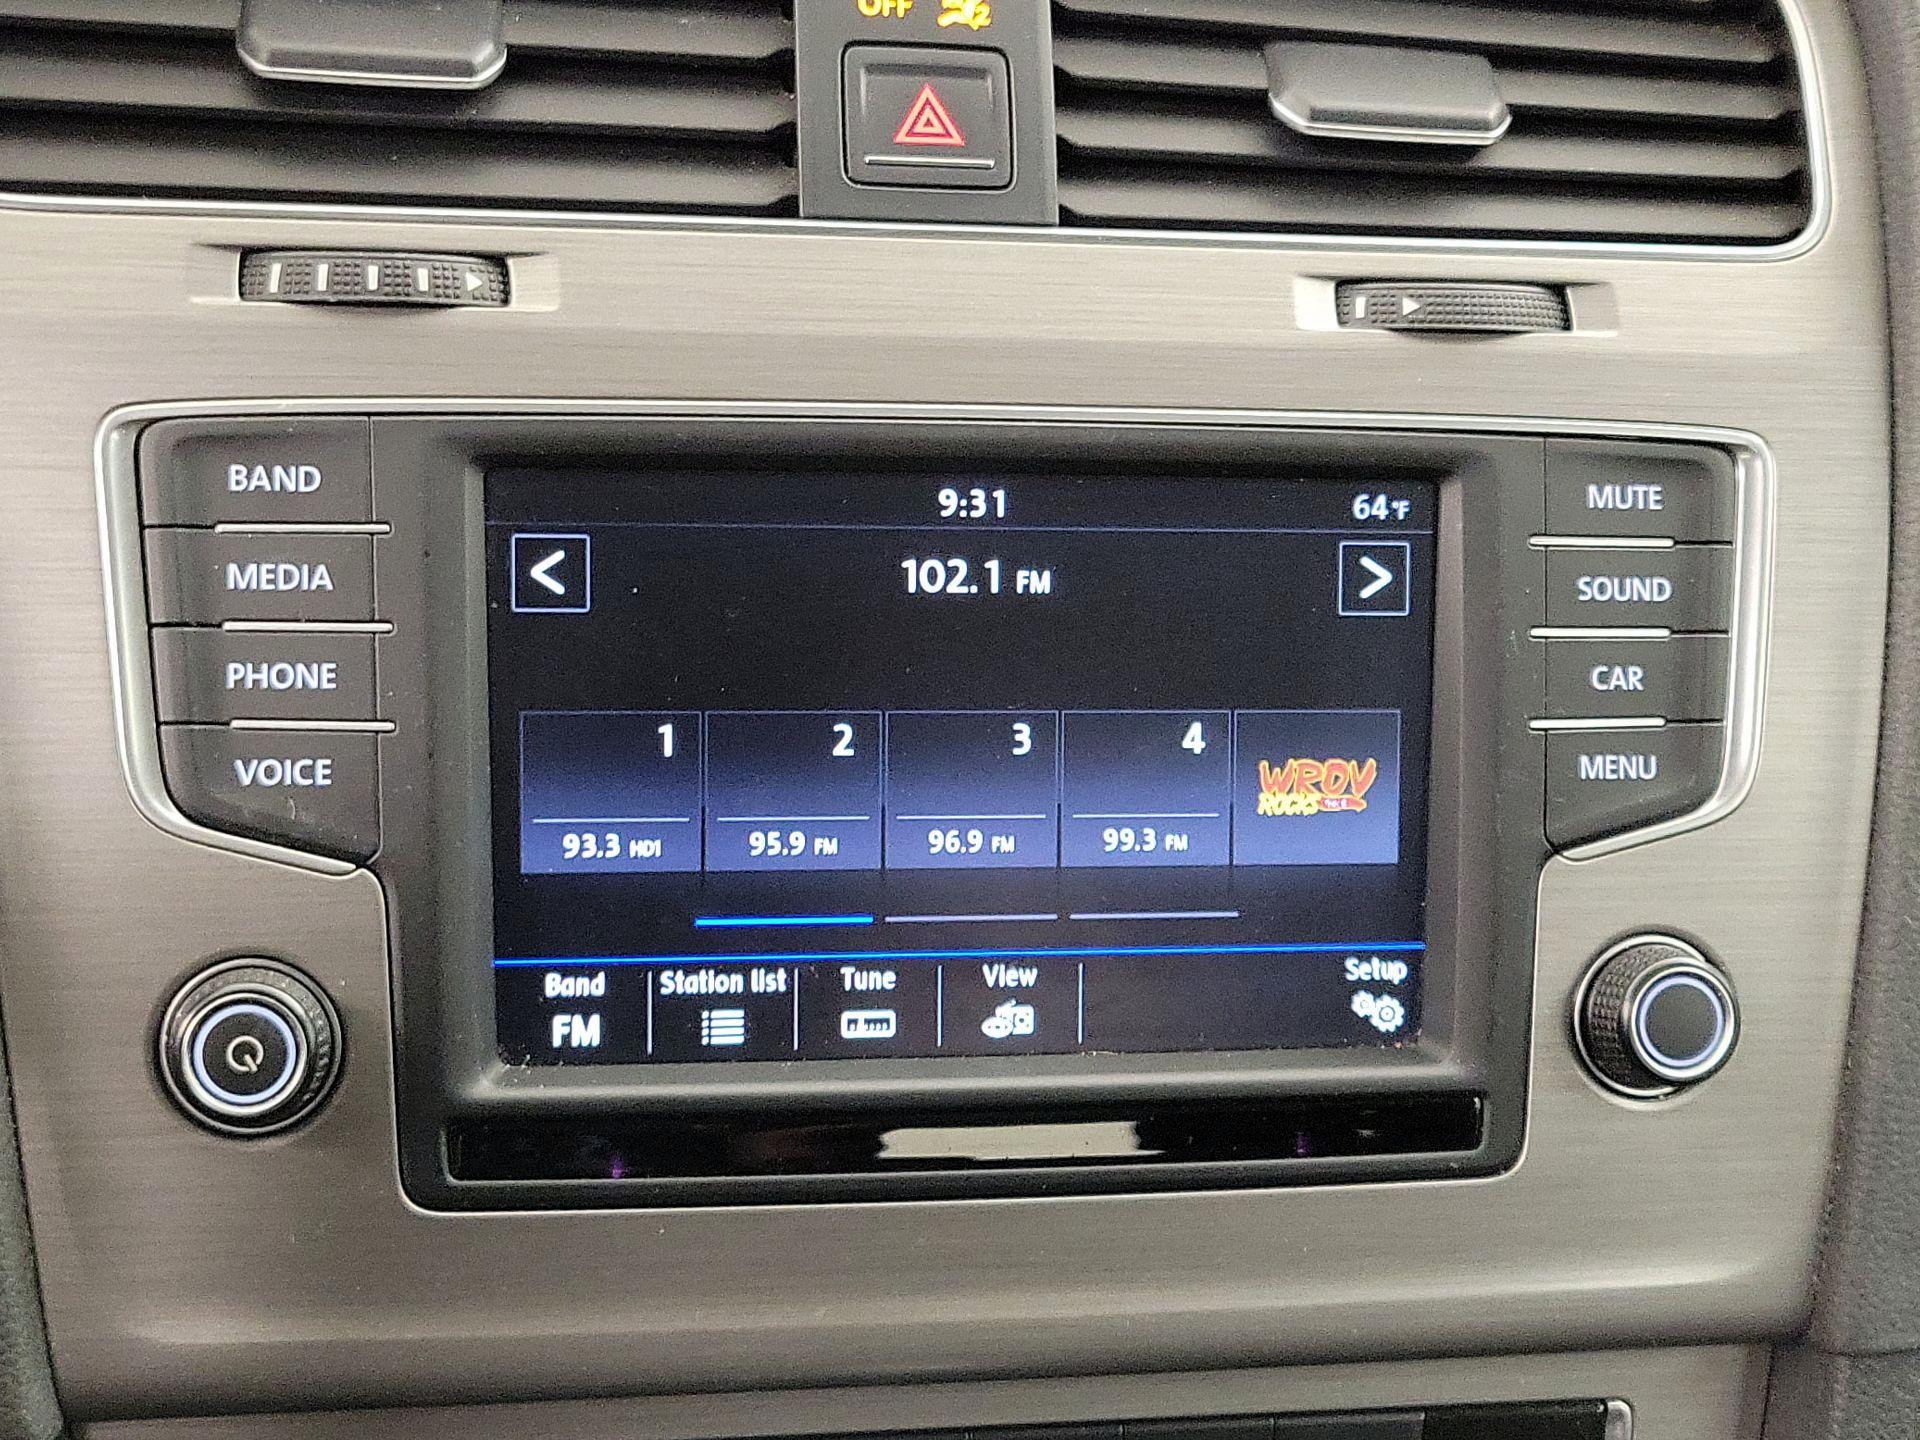 OFF 2
BAND
MEDIA
PHONE
VOICE
9:31 64°F
< 102.1 FM >
1 2 3 4
WROV
ROCKS
93.3 HD1 95.9 FM 96.9 FM 99.3 FM
Band Station list Tune View Setup
FM
MUTE
SOUND
CAR
MENU